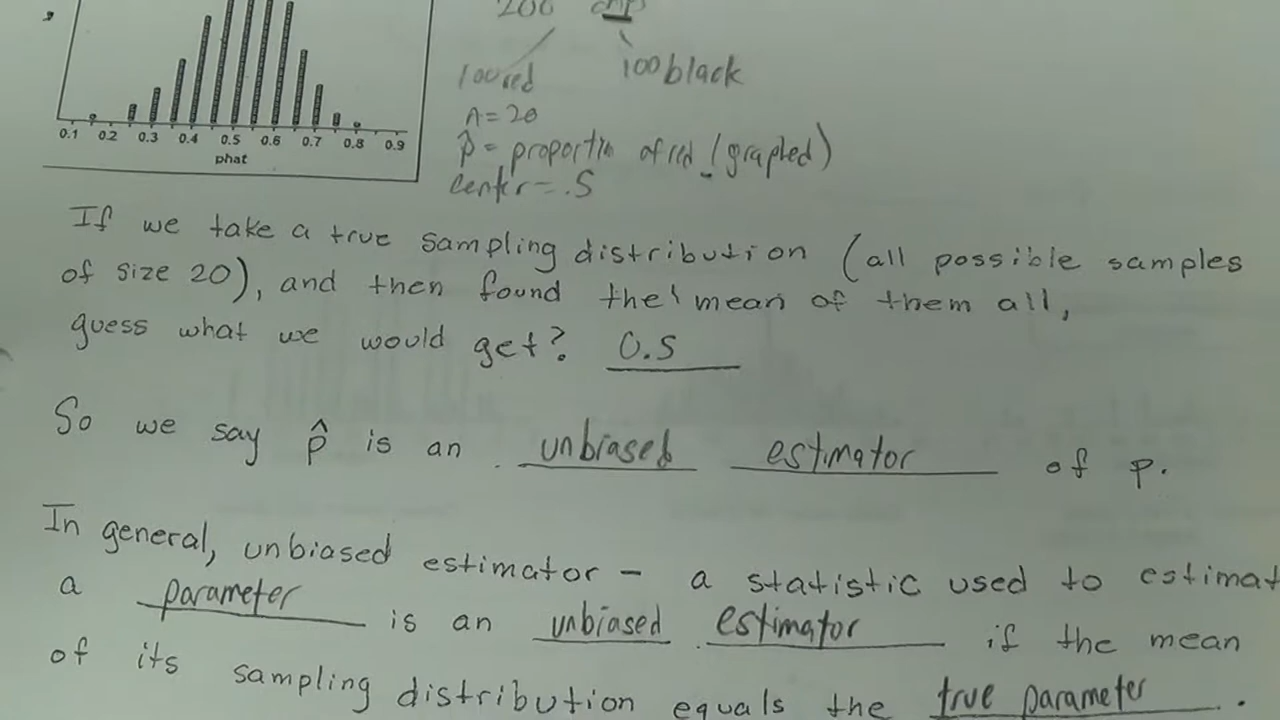 200 chips
100 red 100 black
n = 20
p̂ = proportion of red (graphed)
center = .5
0.1 0.2 0.3 0.4 0.5 0.6 0.7 0.8 0.9
phat
If we take a true sampling distribution (all possible samples
of size 20), and then found the mean of them all,
guess what we would get? 0.5
So we say p̂ is an unbiased estimator of p.
In general, unbiased estimator – a statistic used to estimat
a parameter is an unbiased estimator if the mean
of its sampling distribution equals the true parameter.